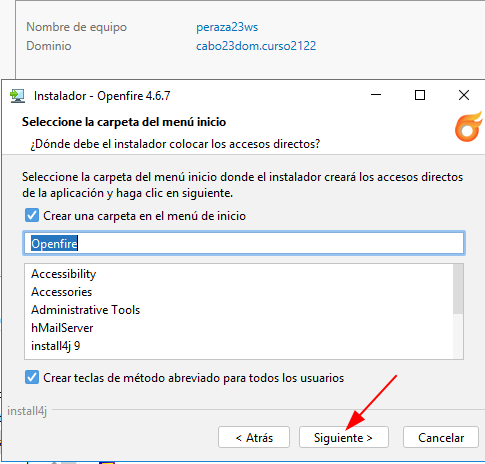 Nombre de equipo peraza23ws
Dominio cabo23dom.curso2122
Instalador - Openfire 4.6.7
Seleccione la carpeta del menú inicio
¿Dónde debe el instalador colocar los accesos directos?
Seleccione la carpeta del menú inicio donde el instalador creará los accesos directos
de la aplicación y haga clic en siguiente.
Crear una carpeta en el menú de inicio
Openfire
Accessibility
Accessories
Administrative Tools
hMailServer
install4j 9
Crear teclas de método abreviado para todos los usuarios
install4j
< Atrás Siguiente > Cancelar